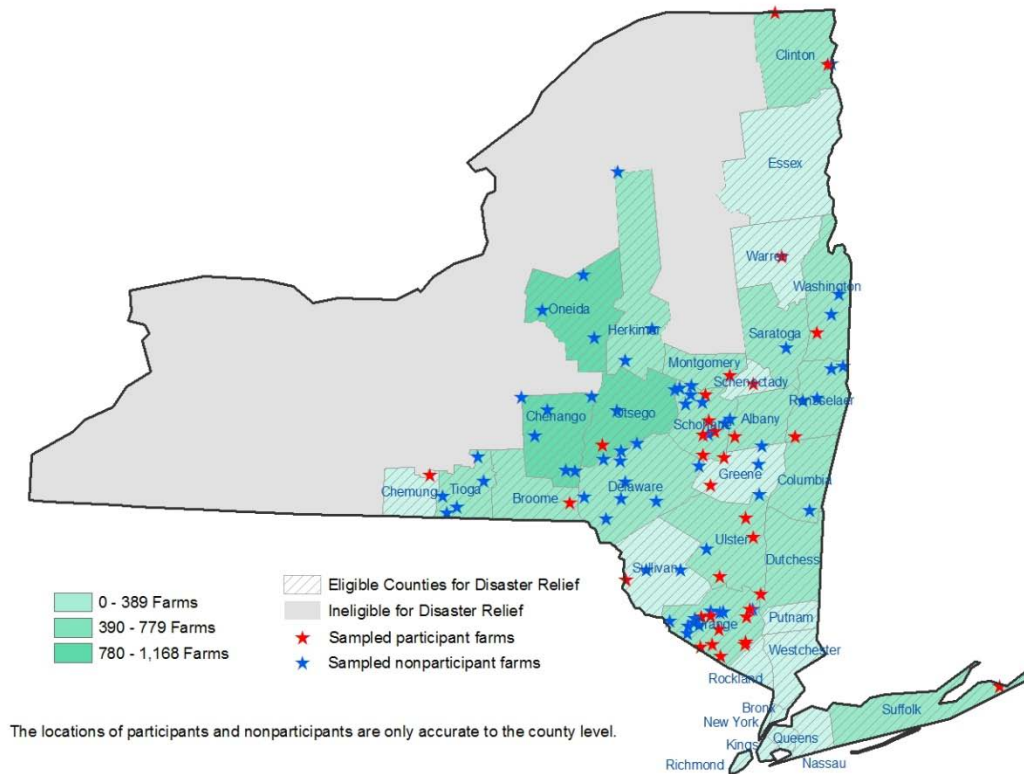 Clinton
Essex
Warren
Washington
Oneida
Herkimer
Saratoga
Montgomery
Schenectady
Rensselaer
Chenango
Otsego
Schoharie
Albany
Chemung
Tioga
Broome
Delaware
Greene
Columbia
Ulster
Dutchess
Sullivan
Orange
Putnam
Westchester
Rockland
Bronx
New York
Kings
Queens
Richmond
Nassau
Suffolk
0 - 389 Farms
390 - 779 Farms
780 - 1,168 Farms
Eligible Counties for Disaster Relief
Ineligible for Disaster Relief
Sampled participant farms
Sampled nonparticipant farms
The locations of participants and nonparticipants are only accurate to the county level.